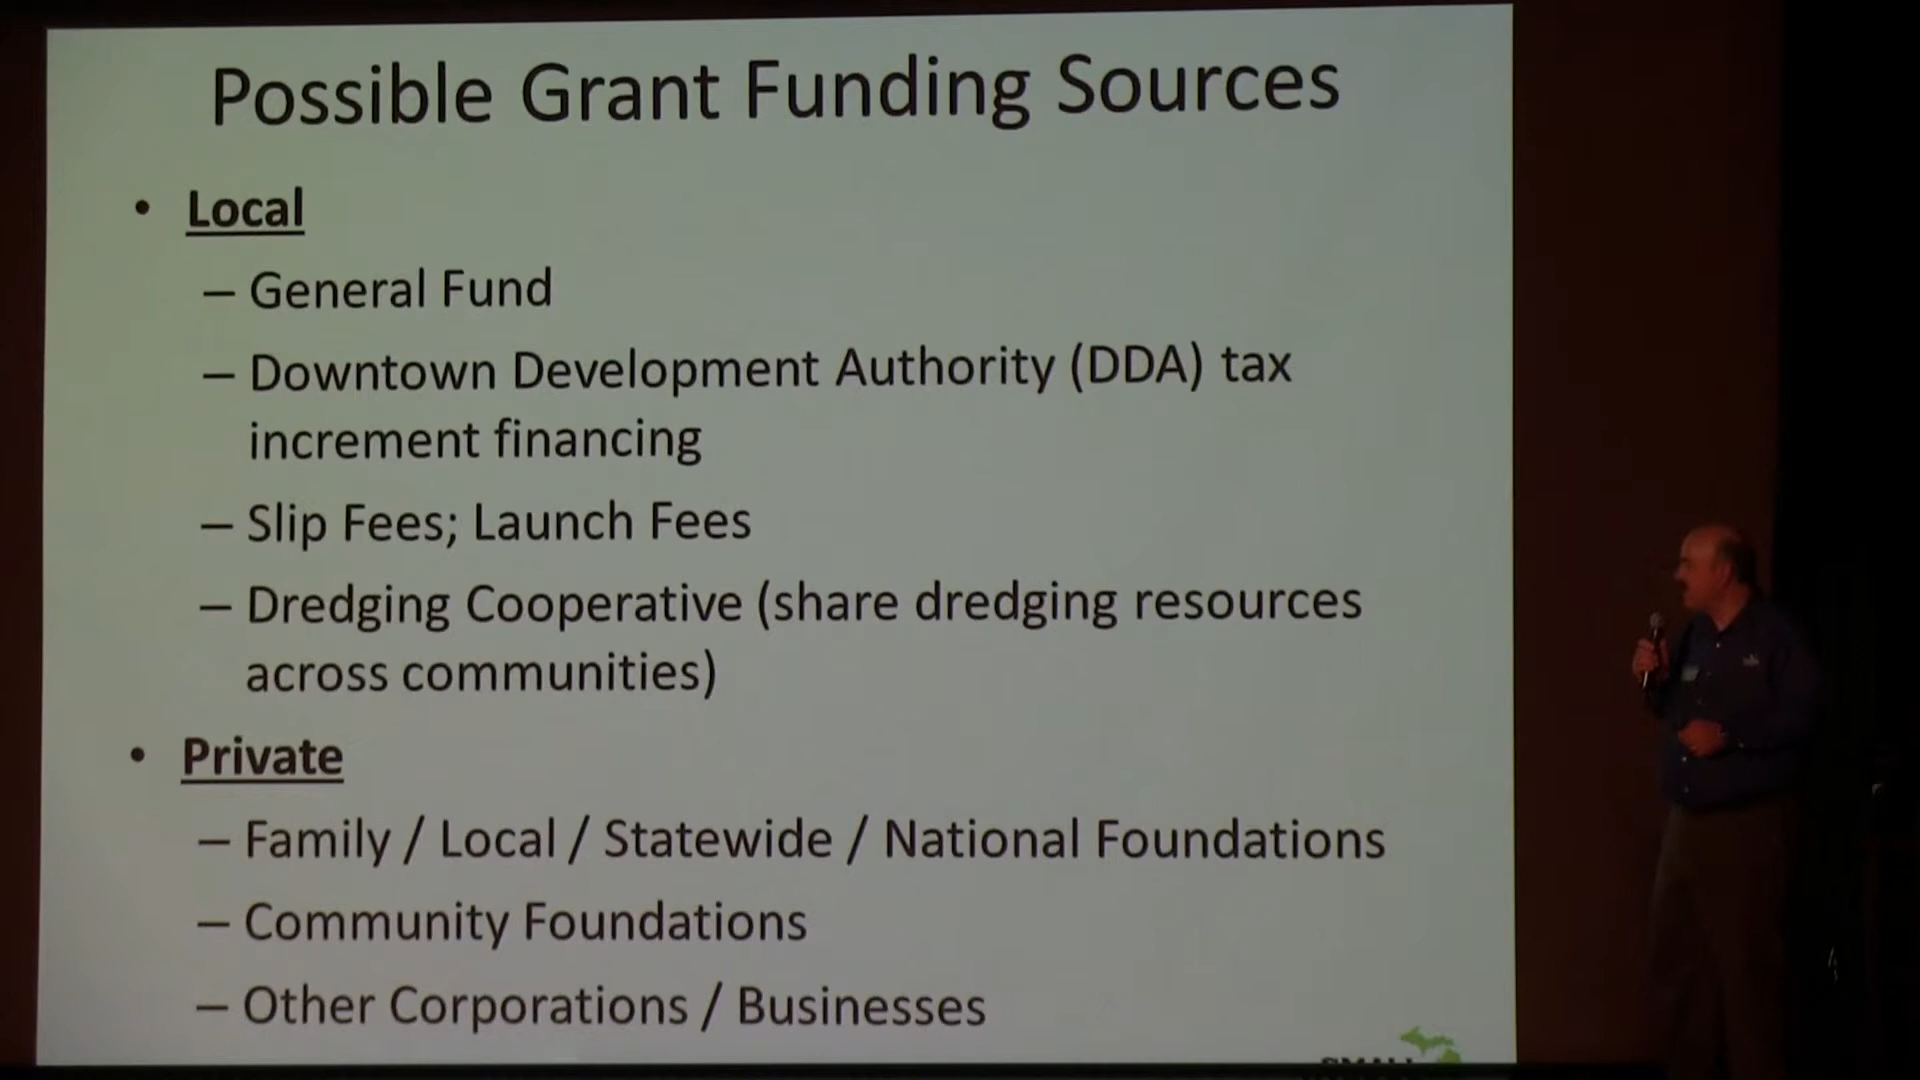 Possible Grant Funding Sources
• Local
– General Fund
– Downtown Development Authority (DDA) tax
increment financing
– Slip Fees; Launch Fees
– Dredging Cooperative (share dredging resources
across communities)
• Private
– Family / Local / Statewide / National Foundations
– Community Foundations
– Other Corporations / Businesses